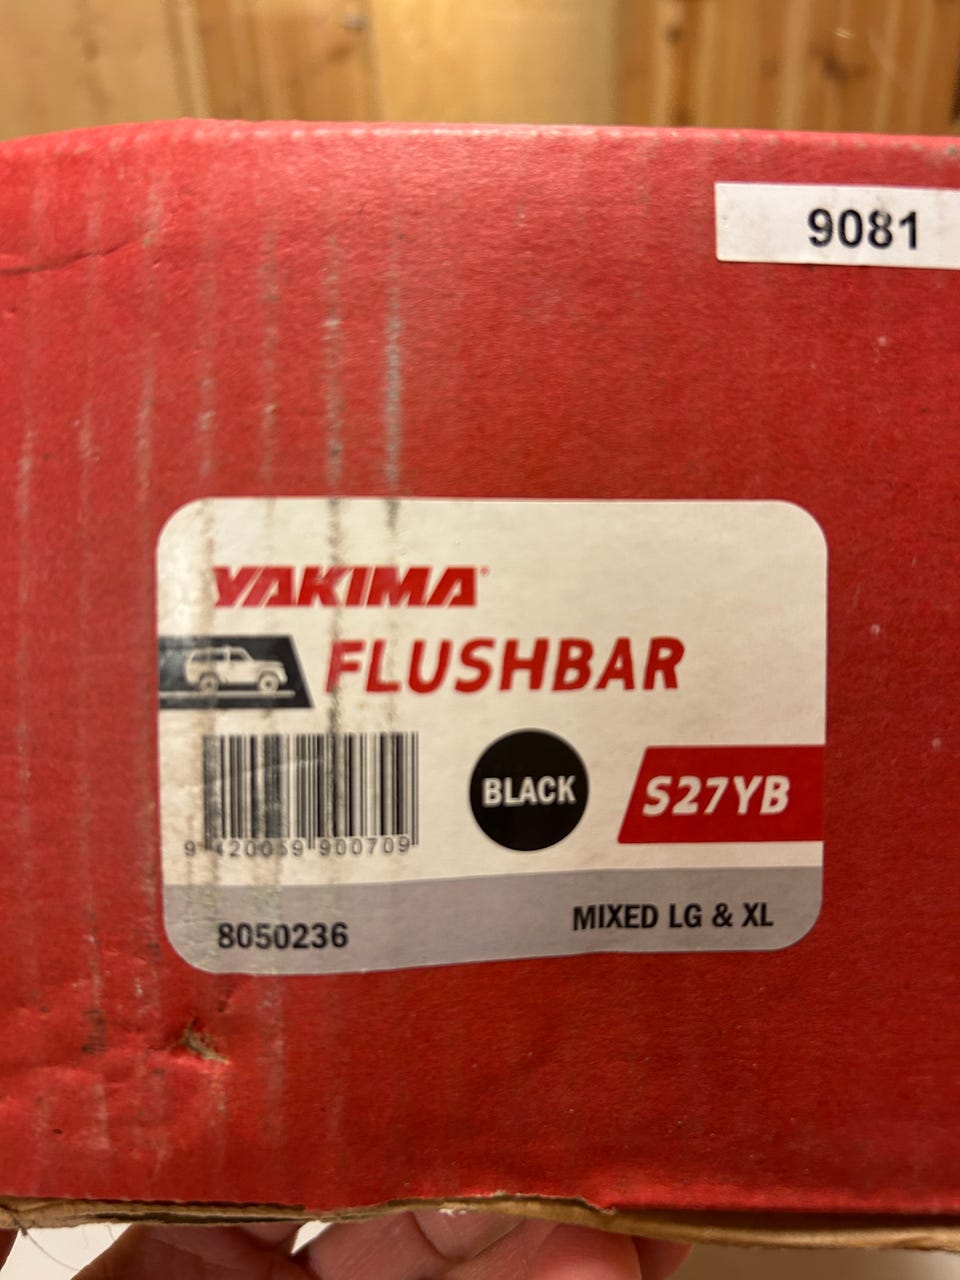 9081
YAKIMA
FLUSHBAR
BLACK
S27YB
9 420059 900709
8050236
MIXED LG & XL